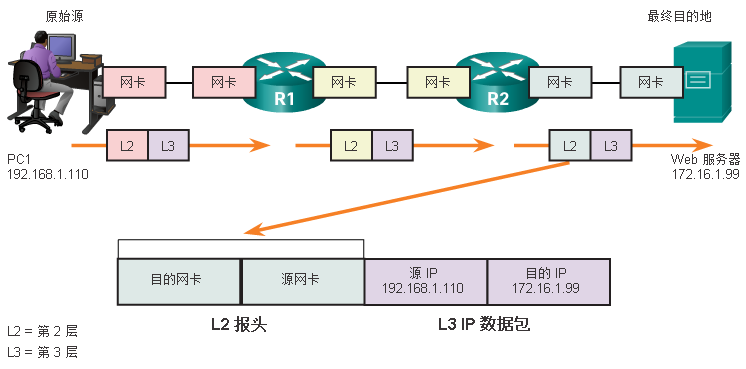 原始源
最终目的地
网卡 网卡 网卡 网卡 网卡 网卡
R1 R2
L2 L3 L2 L3 L2 L3
PC1
192.168.1.110
Web 服务器
172.16.1.99
目的网卡 源网卡
源 IP
192.168.1.110
目的 IP
172.16.1.99
L2 报头 L3 IP 数据包
L2 = 第 2 层
L3 = 第 3 层